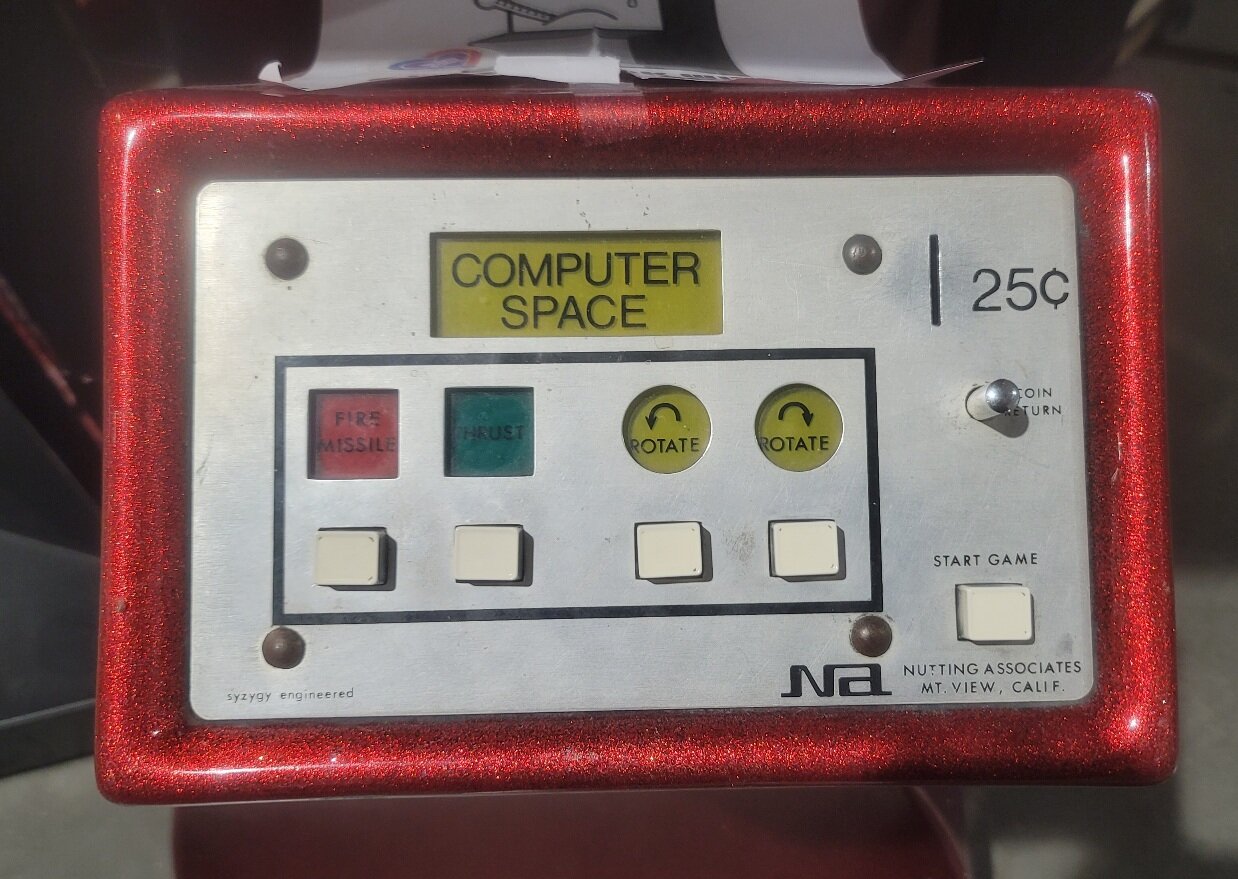 COMPUTER
SPACE
25¢
FIRE
MISSILE
THRUST
ROTATE
ROTATE
COIN
RETURN
START GAME
syzygy engineered
Na
NUTTING ASSOCIATES
MT. VIEW, CALIF.